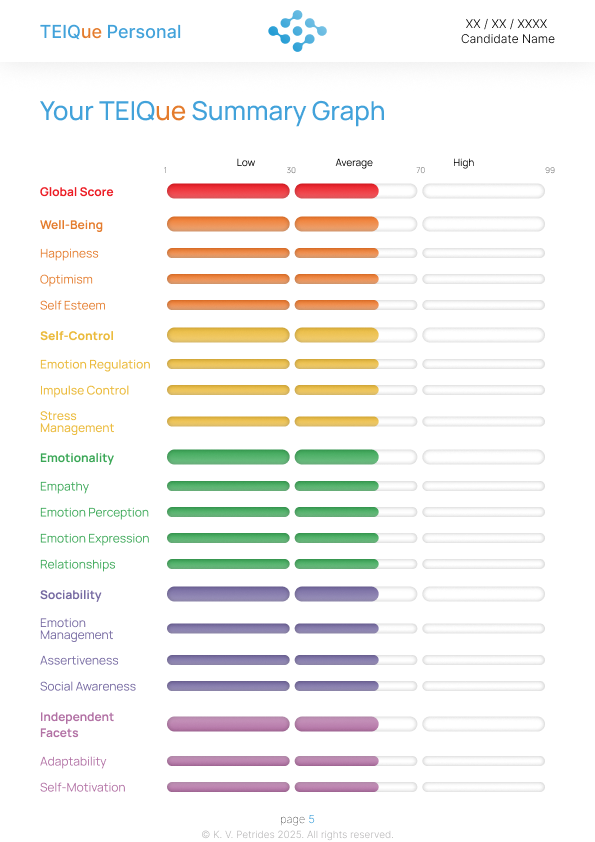 TEIQue Personal
XX / XX / XXXX
Candidate Name
Your TEIQue Summary Graph
Low Average High
1 30 70 99
Global Score
Well-Being
Happiness
Optimism
Self Esteem
Self-Control
Emotion Regulation
Impulse Control
Stress
Management
Emotionality
Empathy
Emotion Perception
Emotion Expression
Relationships
Sociability
Emotion
Management
Assertiveness
Social Awareness
Independent
Facets
Adaptability
Self-Motivation
page 5
© K. V. Petrides 2025. All rights reserved.